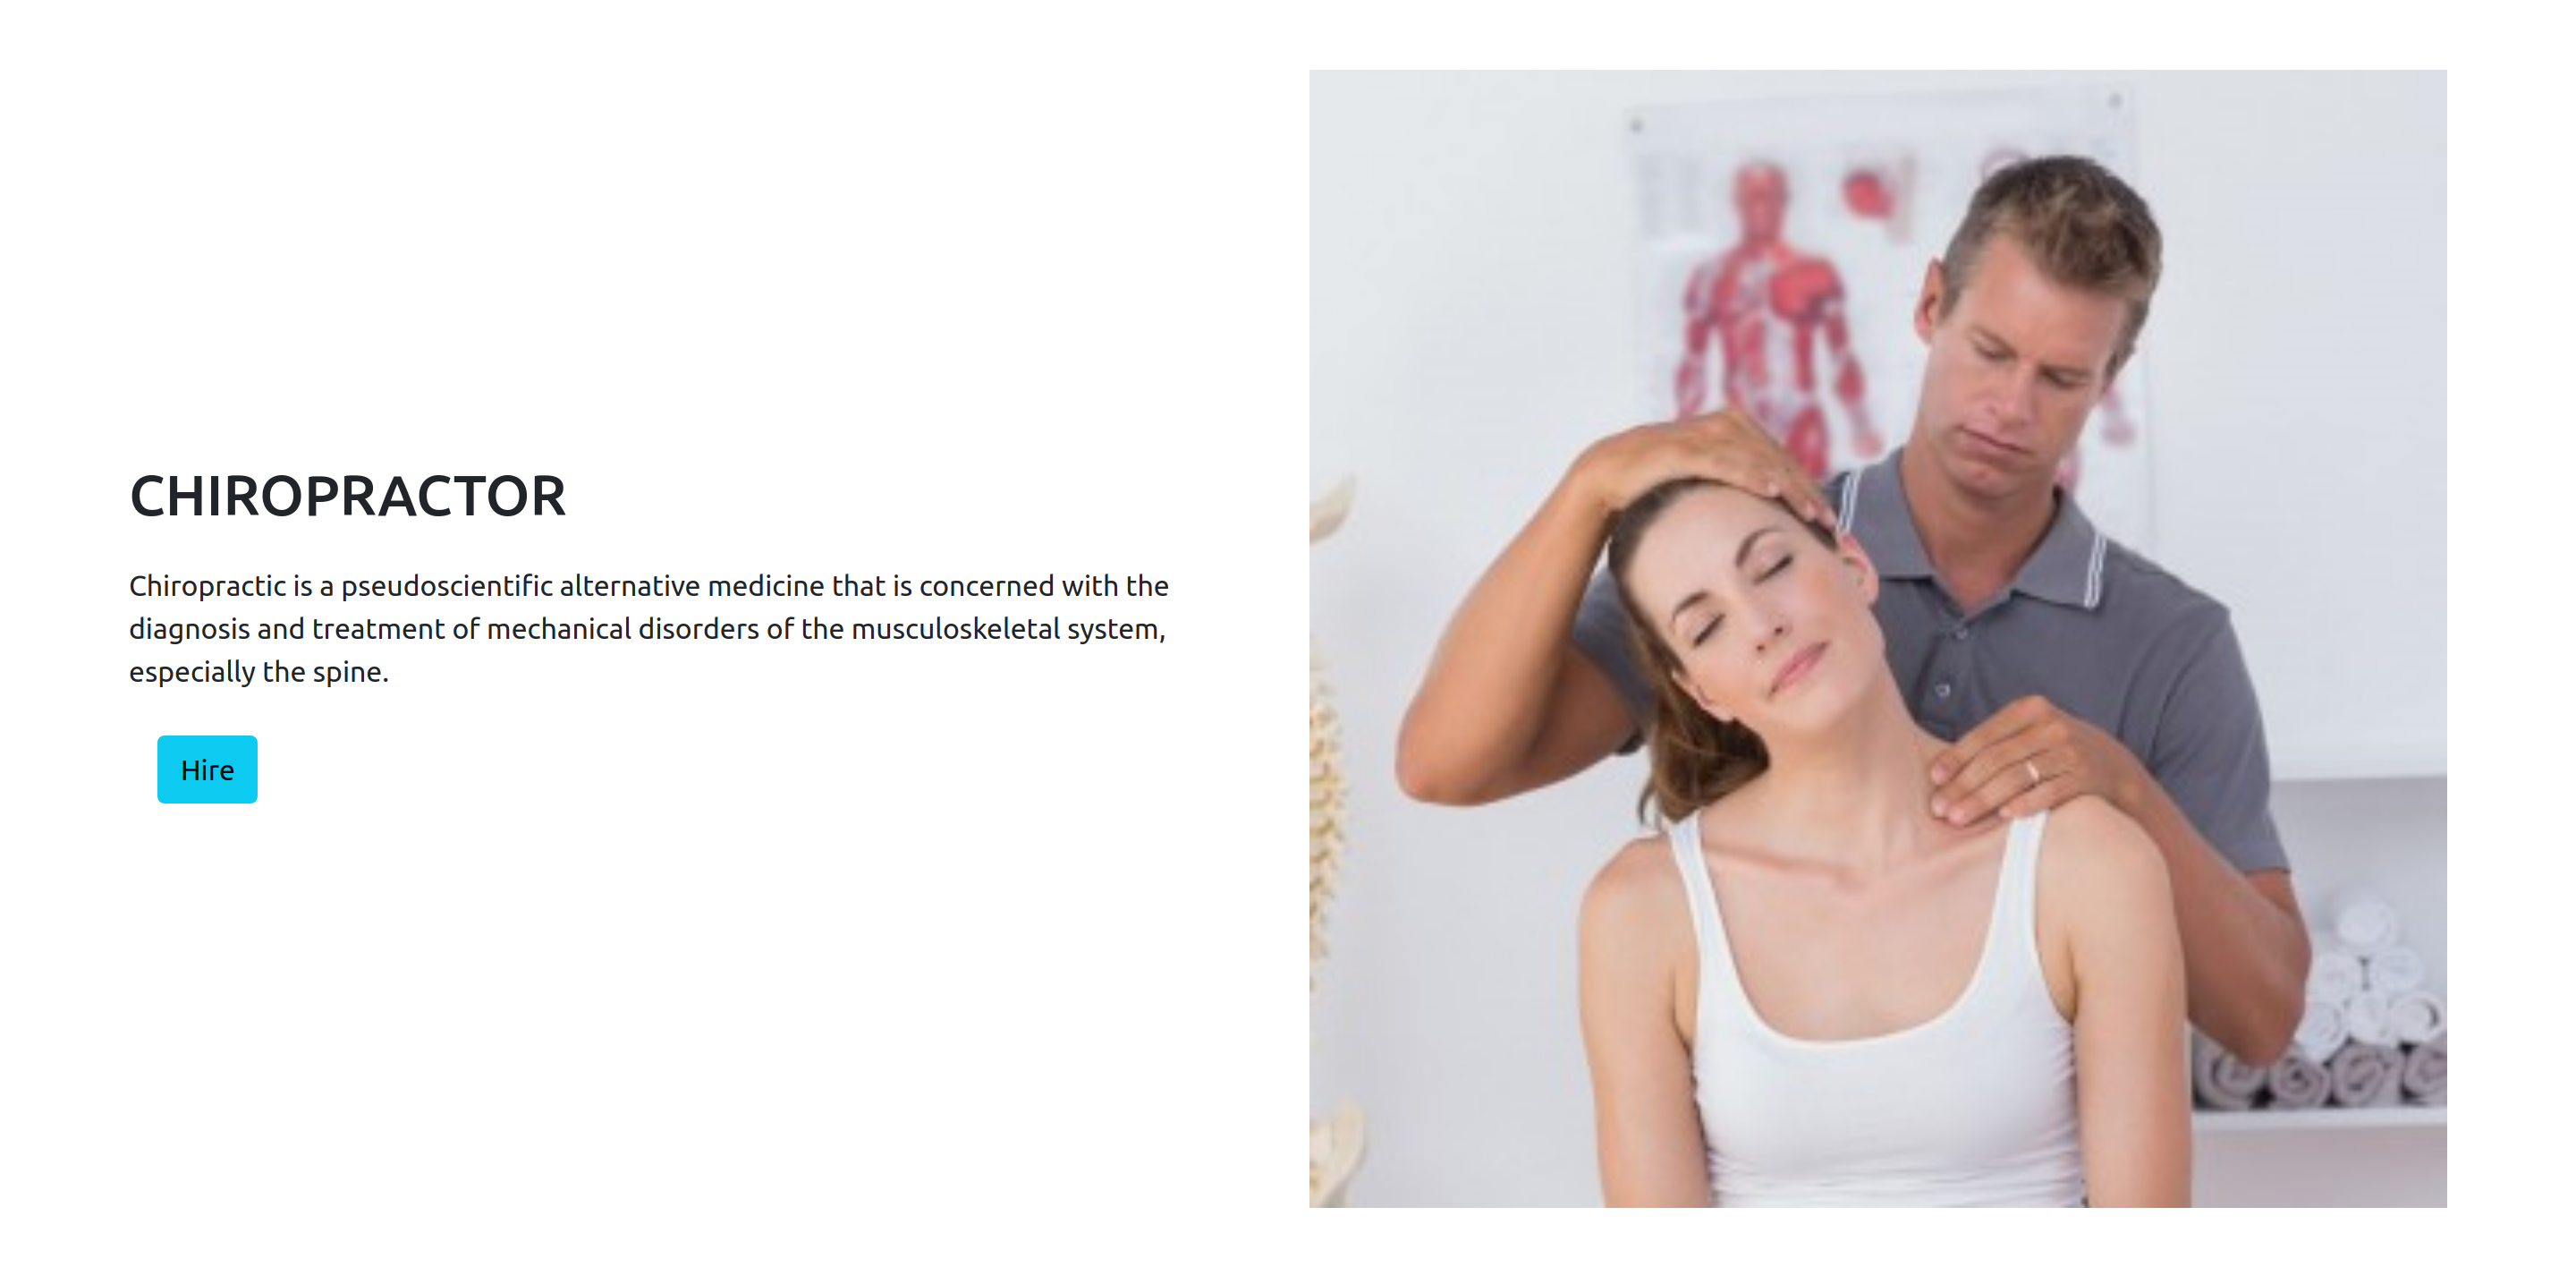 CHIROPRACTOR
Chiropractic is a pseudoscientific alternative medicine that is concerned with the
diagnosis and treatment of mechanical disorders of the musculoskeletal system,
especially the spine.
Hire